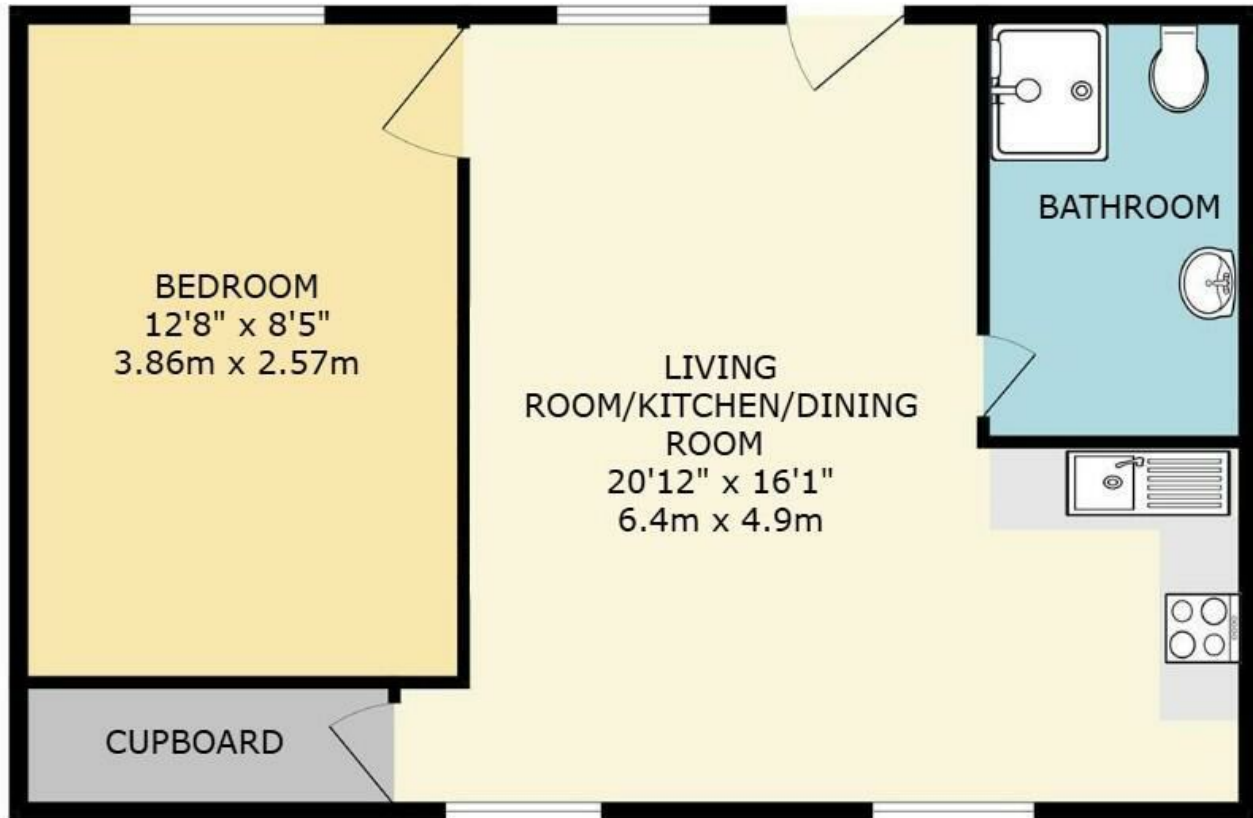 BEDROOM
12'8" x 8'5"
3.86m x 2.57m
LIVING
ROOM/KITCHEN/DINING
ROOM
20'12" x 16'1"
6.4m x 4.9m
BATHROOM
CUPBOARD